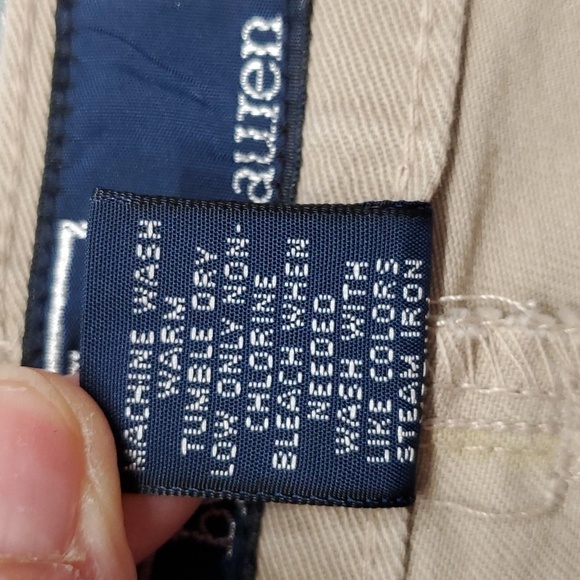 auren
MACHINE WASH
WARM
TUMBLE DRY
LOW ONLY NON-
CHLORINE
BLEACH WHEN
NEEDED
WASH WITH
LIKE COLORS
STEAM IRON